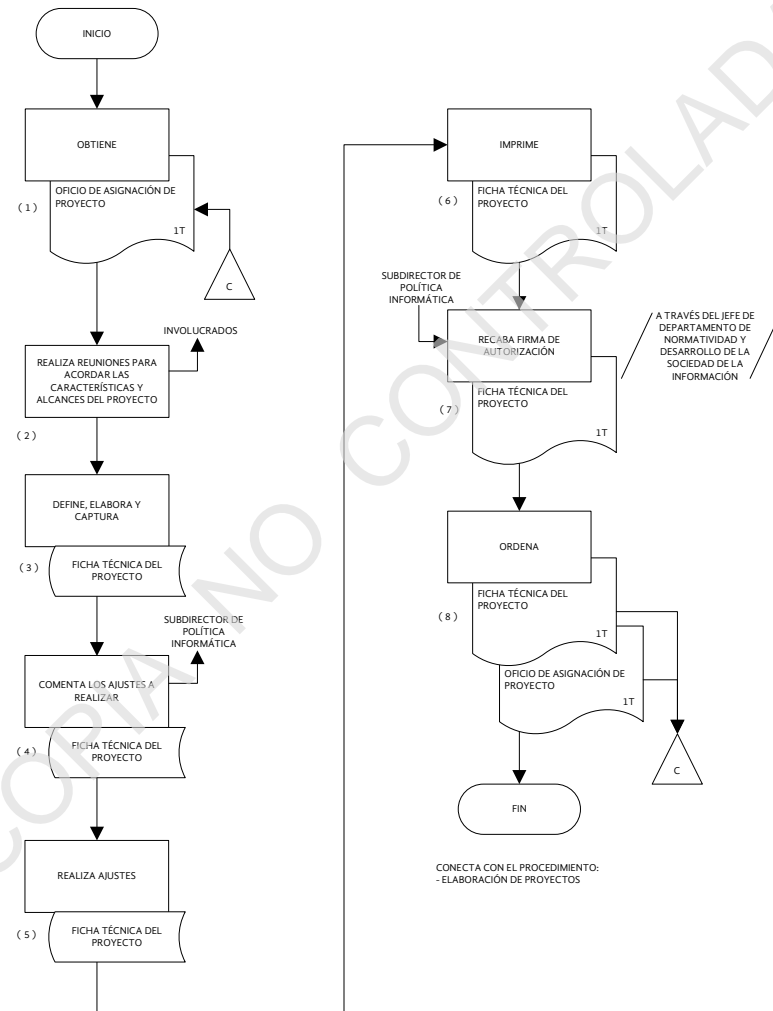 INICIO
OBTIENE
OFICIO DE ASIGNACIÓN DE
PROYECTO
( 1 )
1T
C
INVOLUCRADOS
REALIZA REUNIONES PARA
ACORDAR LAS
CARACTERÍSTICAS Y
ALCANCES DEL PROYECTO
( 2 )
DEFINE, ELABORA Y
CAPTURA
( 3 )
FICHA TÉCNICA DEL
PROYECTO
SUBDIRECTOR DE
POLÍTICA
INFORMÁTICA
COMENTA LOS AJUSTES A
REALIZAR
( 4 )
FICHA TÉCNICA DEL
PROYECTO
REALIZA AJUSTES
( 5 )
FICHA TÉCNICA DEL
PROYECTO
IMPRIME
FICHA TÉCNICA DEL
PROYECTO
( 6 )
1T
SUBDIRECTOR DE
POLÍTICA
INFORMÁTICA
RECABA FIRMA DE
AUTORIZACIÓN
A TRAVÉS DEL JEFE DE
DEPARTAMENTO DE
NORMATIVIDAD Y
DESARROLLO DE LA
SOCIEDAD DE LA
INFORMACIÓN
FICHA TÉCNICA DEL
PROYECTO
( 7 )
1T
ORDENA
FICHA TÉCNICA DEL
PROYECTO
( 8 )
1T
OFICIO DE ASIGNACIÓN DE
PROYECTO
1T
C
FIN
CONECTA CON EL PROCEDIMIENTO:
- ELABORACIÓN DE PROYECTOS
COPIA NO CONTROLAD